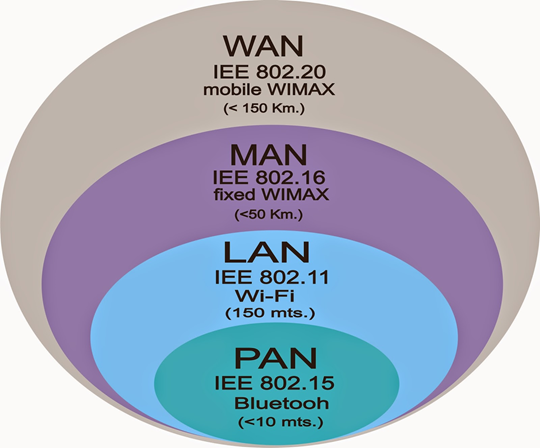 WAN
IEE 802.20
mobile WIMAX
(< 150 Km.)
MAN
IEE 802.16
fixed WIMAX
(<50 Km.)
LAN
IEE 802.11
Wi-Fi
(150 mts.)
PAN
IEE 802.15
Bluetooh
(<10 mts.)